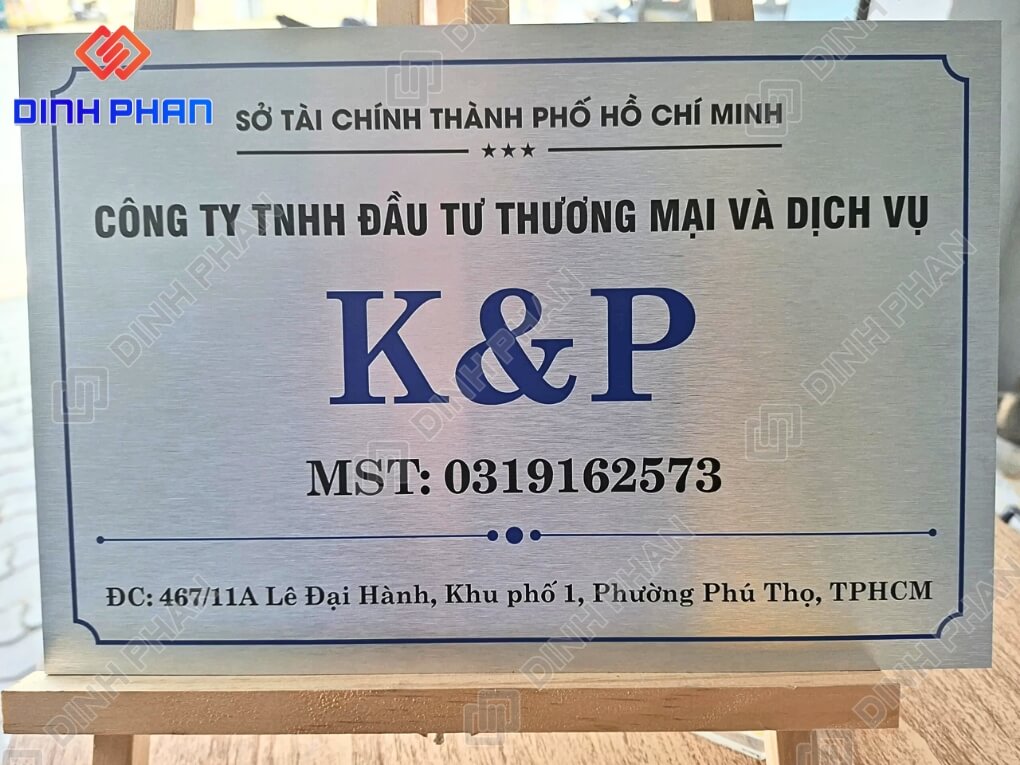 DINH PHAN
SỞ TÀI CHÍNH THÀNH PHỐ HỒ CHÍ MINH
CÔNG TY TNHH ĐẦU TƯ THƯƠNG MẠI VÀ DỊCH VỤ
K&P
MST: 0319162573
ĐC: 467/11A Lê Đại Hành, Khu phố 1, Phường Phú Thọ, TPHCM